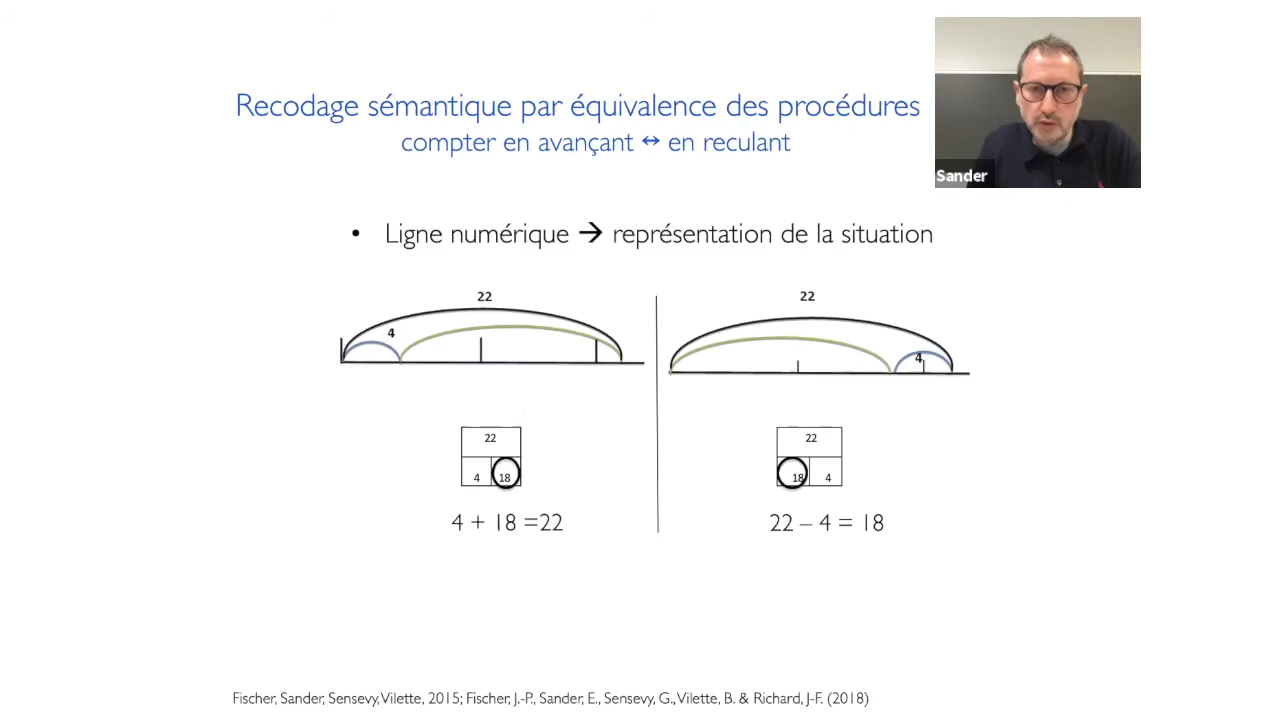 Recodage sémantique par équivalence des procédures
compter en avançant ↔ en reculant
Sander
• Ligne numérique → représentation de la situation
22
4
22
4
22
4 18
22
18 4
4 + 18 =22
22 – 4 = 18
Fischer, Sander, Sensevy, Vilette, 2015; Fischer, J.-P., Sander, E., Sensevy, G., Vilette, B. & Richard, J-F. (2018)